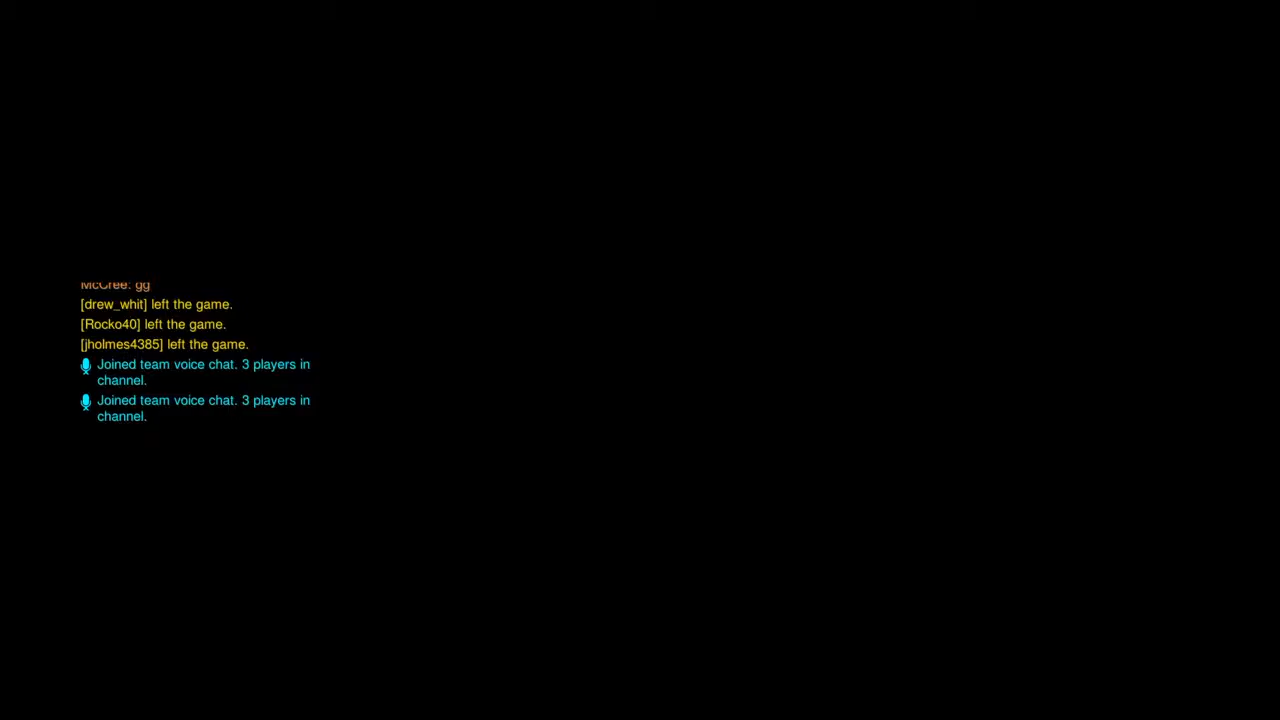 McCree: gg
[drew_whit] left the game.
[Rocko40] left the game.
[jholmes4385] left the game.
Joined team voice chat. 3 players in
channel.
Joined team voice chat. 3 players in
channel.